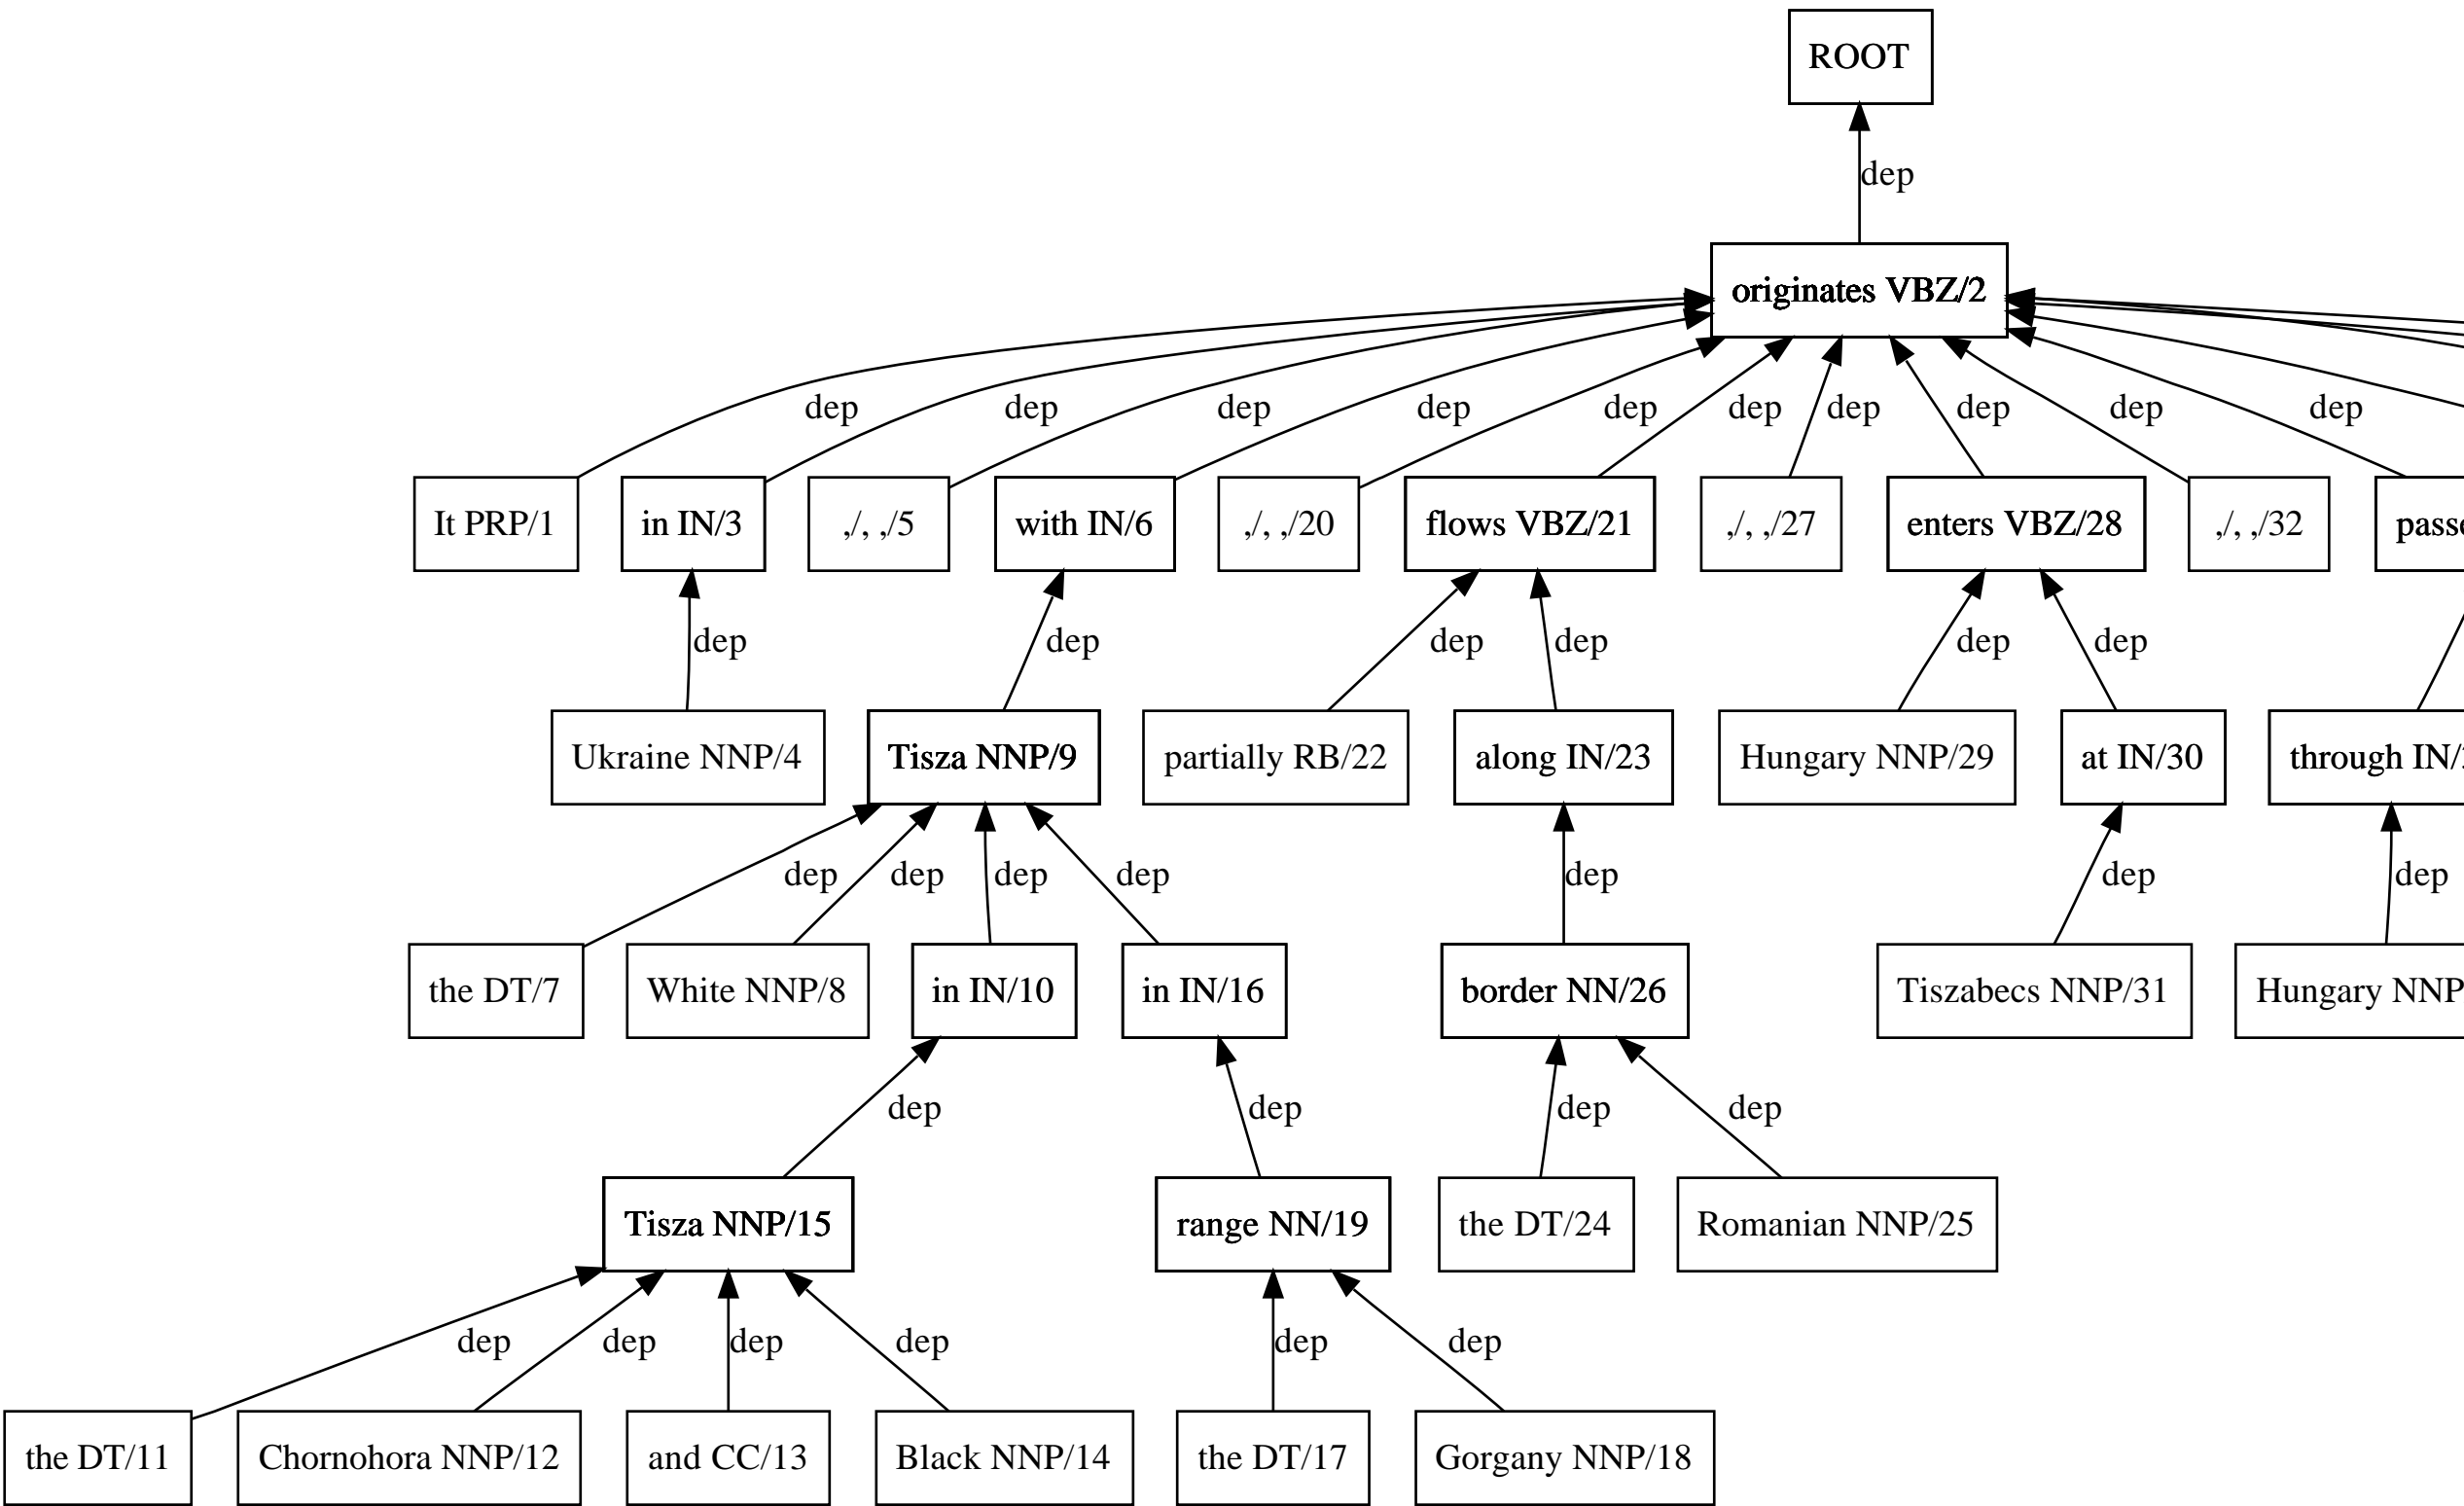 ROOT
dep
originates VBZ/2
dep dep dep dep dep dep dep dep dep dep
It PRP/1 in IN/3 ,/, ,/5 with IN/6 ,/, ,/20 flows VBZ/21 ,/, ,/27 enters VBZ/28 ,/, ,/32
dep dep dep dep dep dep
Ukraine NNP/4 Tisza NNP/9 partially RB/22 along IN/23 Hungary NNP/29 at IN/30 through
dep dep dep dep dep dep dep
the DT/7 White NNP/8 in IN/10 in IN/16 border NN/26 Tiszabecs NNP/31 Hungary NNP
dep dep dep dep
Tisza NNP/15 range NN/19 the DT/24 Romanian NNP/25
dep dep dep dep dep dep
the DT/11 Chornohora NNP/12 and CC/13 Black NNP/14 the DT/17 Gorgany NNP/18